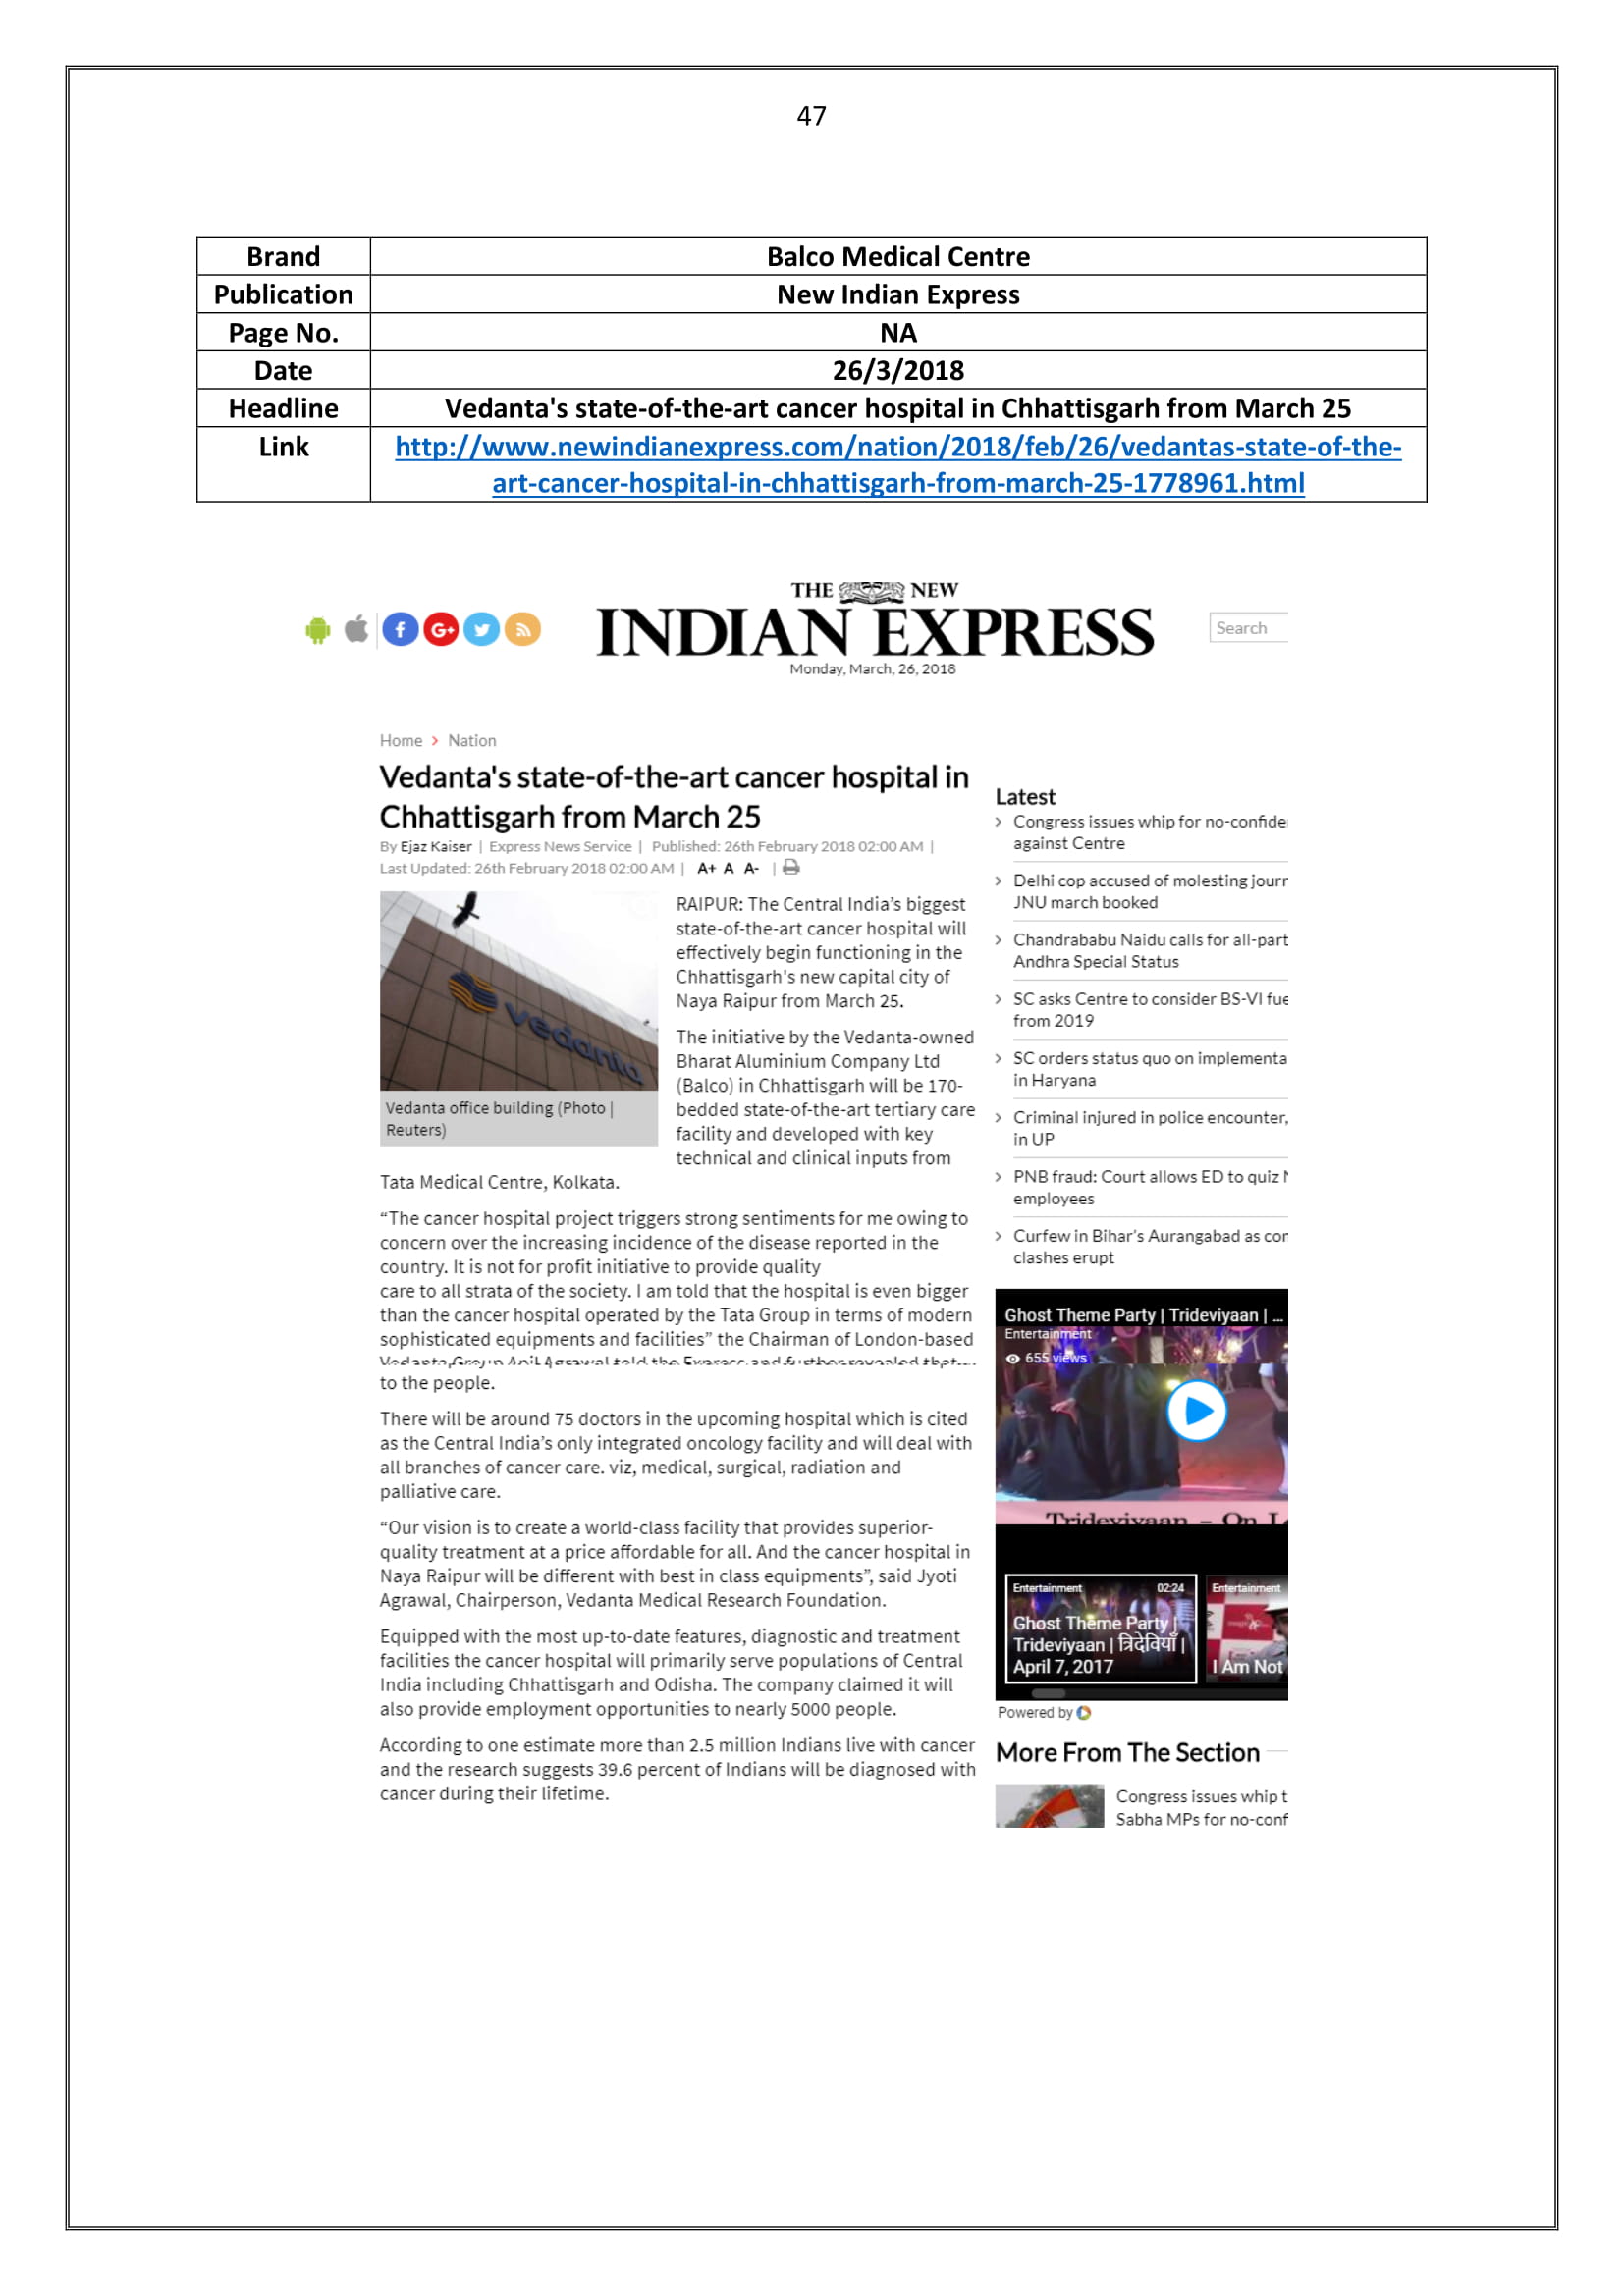 47
Brand Balco Medical Centre
Publication New Indian Express
Page No. NA
Date 26/3/2018
Headline Vedanta's state-of-the-art cancer hospital in Chhattisgarh from March 25
Link http://www.newindianexpress.com/nation/2018/feb/26/vedantas-state-of-the-
art-cancer-hospital-in-chhattisgarh-from-march-25-1778961.html
THE NEW
INDIAN EXPRESS
Monday, March, 26, 2018
Search
Home > Nation
Vedanta's state-of-the-art cancer hospital in
Chhattisgarh from March 25
By Ejaz Kaiser | Express News Service | Published: 26th February 2018 02:00 AM |
Last Updated: 26th February 2018 02:00 AM | A+ A A- |
vedanta
Vedanta office building (Photo |
Reuters)
RAIPUR: The Central India’s biggest
state-of-the-art cancer hospital will
effectively begin functioning in the
Chhattisgarh's new capital city of
Naya Raipur from March 25.
The initiative by the Vedanta-owned
Bharat Aluminium Company Ltd
(Balco) in Chhattisgarh will be 170-
bedded state-of-the-art tertiary care
facility and developed with key
technical and clinical inputs from
Tata Medical Centre, Kolkata.
“The cancer hospital project triggers strong sentiments for me owing to
concern over the increasing incidence of the disease reported in the
country. It is not for profit initiative to provide quality
care to all strata of the society. I am told that the hospital is even bigger
than the cancer hospital operated by the Tata Group in terms of modern
sophisticated equipments and facilities” the Chairman of London-based
Vedanta Group Anil Agrawal told the Express and further revealed that
to the people.
There will be around 75 doctors in the upcoming hospital which is cited
as the Central India’s only integrated oncology facility and will deal with
all branches of cancer care. viz, medical, surgical, radiation and
palliative care.
“Our vision is to create a world-class facility that provides superior-
quality treatment at a price affordable for all. And the cancer hospital in
Naya Raipur will be different with best in class equipments”, said Jyoti
Agrawal, Chairperson, Vedanta Medical Research Foundation.
Equipped with the most up-to-date features, diagnostic and treatment
facilities the cancer hospital will primarily serve populations of Central
India including Chhattisgarh and Odisha. The company claimed it will
also provide employment opportunities to nearly 5000 people.
According to one estimate more than 2.5 million Indians live with cancer
and the research suggests 39.6 percent of Indians will be diagnosed with
cancer during their lifetime.
Latest
> Congress issues whip for no-confide
against Centre
> Delhi cop accused of molesting jour
JNU march booked
> Chandrababu Naidu calls for all-part
Andhra Special Status
> SC asks Centre to consider BS-VI fue
from 2019
> SC orders status quo on implementa
in Haryana
> Criminal injured in police encounter,
in UP
> PNB fraud: Court allows ED to quiz
employees
> Curfew in Bihar's Aurangabad as
clashes erupt
Ghost Theme Party | Trideviyaan | ...
Entertainment
655 views
Trideviyaan - On
Entertainment 02:24
Ghost Theme Party |
Trideviyaan | त्रिदेवियाँ |
April 7, 2017
Entertainment
I Am Not
Powered by
More From The Section
Congress issues whip t
Sabha MPs for no-conf